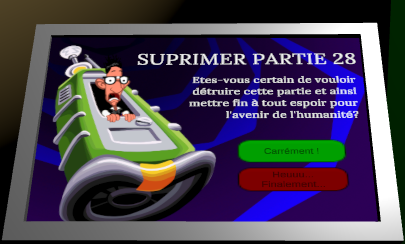 SUPRIMER PARTIE 28
Etes-vous certain de vouloir
détruire cette partie et ainsi
mettre fin à tout espoir pour
l'avenir de l'humanité?
Carrément !